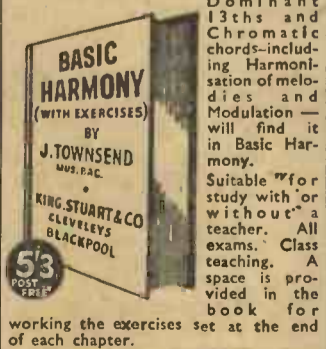 BASIC
HARMONY
(WITH EXERCISES)
BY
J. TOWNSEND
MUS. BAC.
KING, STUART & CO
CLEVELEYS
BLACKPOOL
5'3
POST
FREE
Dominant
13ths and
Chromatic
chords-includ-
ing Harmoni-
sation of melo-
dies and
Modulation —
will find it
in Basic Har-
mony.
Suitable for
study with or
without a
teacher. All
exams. Class
teaching. A
space is pro-
vided in the
book for
working the exercises set at the end
of each chapter.